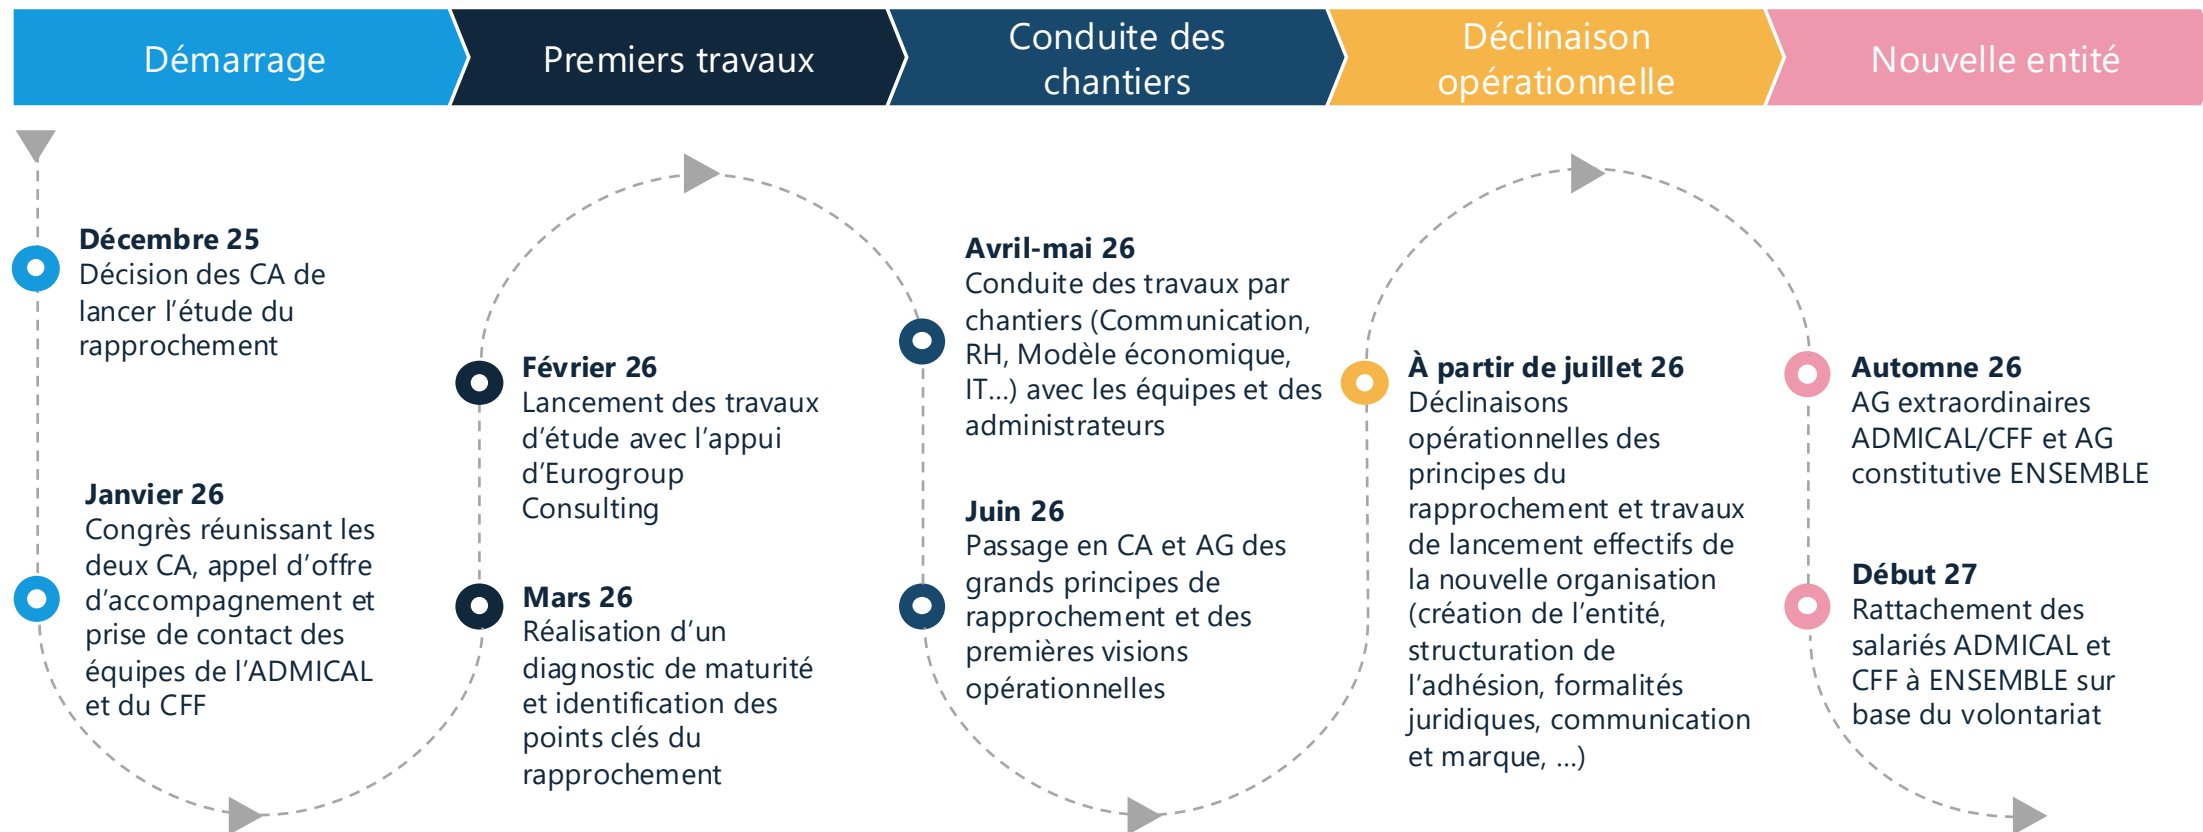 Démarrage
Premiers travaux
Conduite des
chantiers
Déclinaison
opérationnelle
Nouvelle entité
Décembre 25
Décision des CA de
lancer l’étude du
rapprochement
Janvier 26
Congrès réunissant les
deux CA, appel d’offre
d’accompagnement et
prise de contact des
équipes de l’ADMICAL
et du CFF
Février 26
Lancement des travaux
d’étude avec l’appui
d’Eurogroup
Consulting
Mars 26
Réalisation d’un
diagnostic de maturité
et identification des
points clés du
rapprochement
Avril-mai 26
Conduite des travaux par
chantiers (Communication,
RH, Modèle économique,
IT…) avec les équipes et des
administrateurs
Juin 26
Passage en CA et AG des
grands principes de
rapprochement et des
premières visions
opérationnelles
À partir de juillet 26
Déclinaisons
opérationnelles des
principes du
rapprochement et travaux
de lancement effectifs de
la nouvelle organisation
(création de l’entité,
structuration de
l’adhésion, formalités
juridiques, communication
et marque, …)
Automne 26
AG extraordinaires
ADMICAL/CFF et AG
constitutive ENSEMBLE
Début 27
Rattachement des
salariés ADMICAL et
CFF à ENSEMBLE sur
base du volontariat